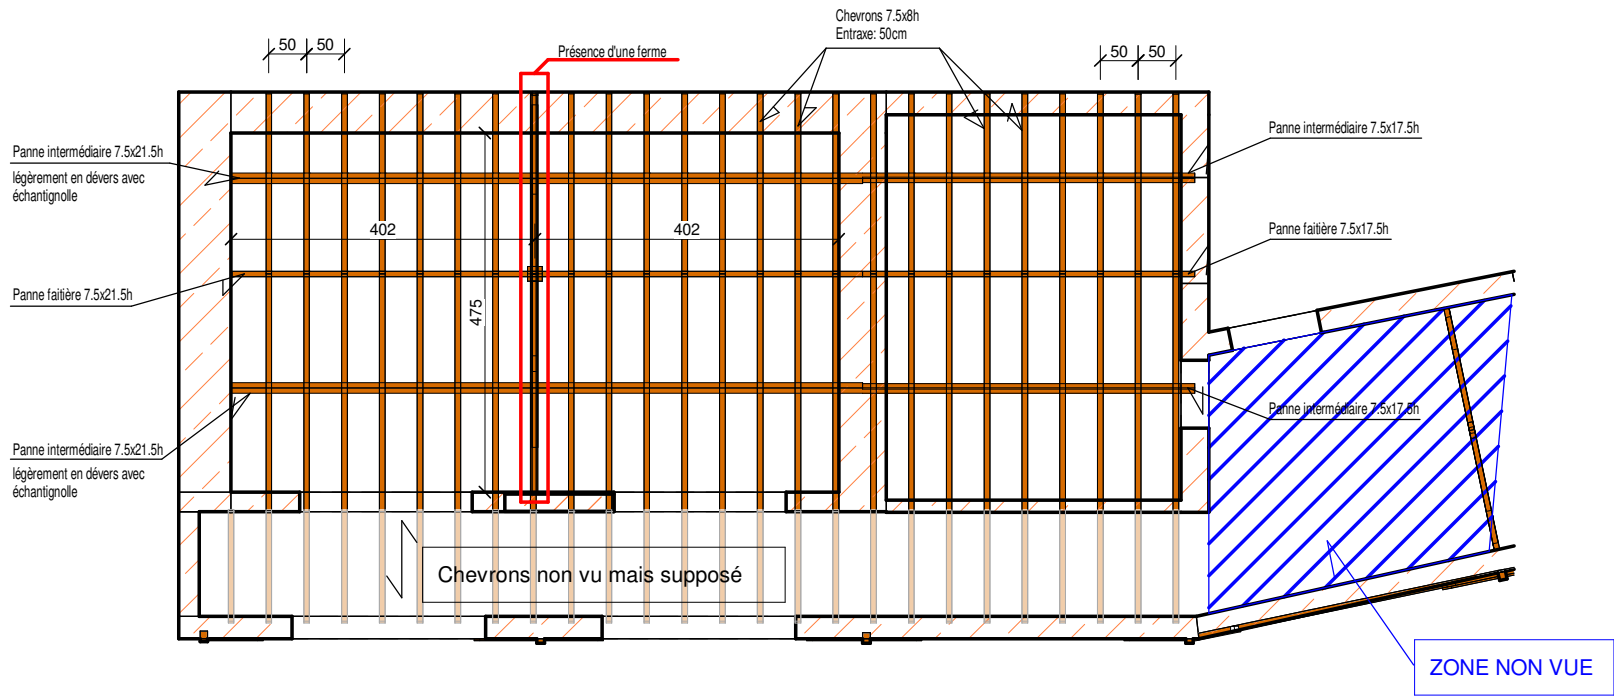 Chevrons 7.5x8h
Entraxe: 50cm
50
50
Présence d'une ferme
50
50
Panne intermédiaire 7.5x21.5h
légèrement en dévers avec
échantignolle
Panne intermédiaire 7.5x17.5h
402
402
Panne faitière 7.5x17.5h
Panne faitière 7.5x21.5h
475
Panne intermédiaire 7.5x17.5h
Panne intermédiaire 7.5x21.5h
légèrement en dévers avec
échantignolle
Chevrons non vu mais supposé
ZONE NON VUE